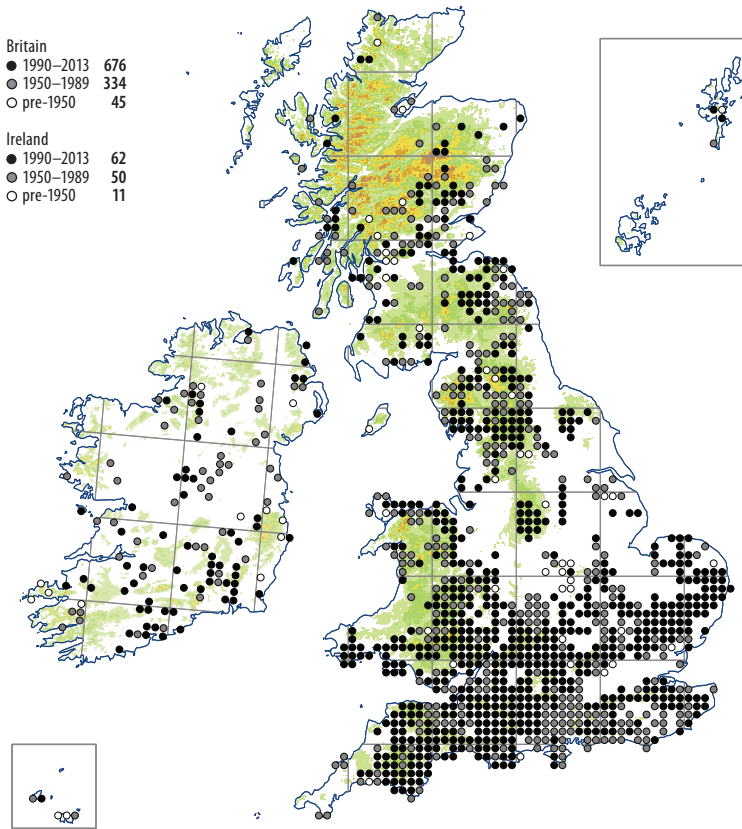 Britain
1990–2013 676
1950–1989 334
pre-1950 45
Ireland
1990–2013 62
1950–1989 50
pre-1950 11